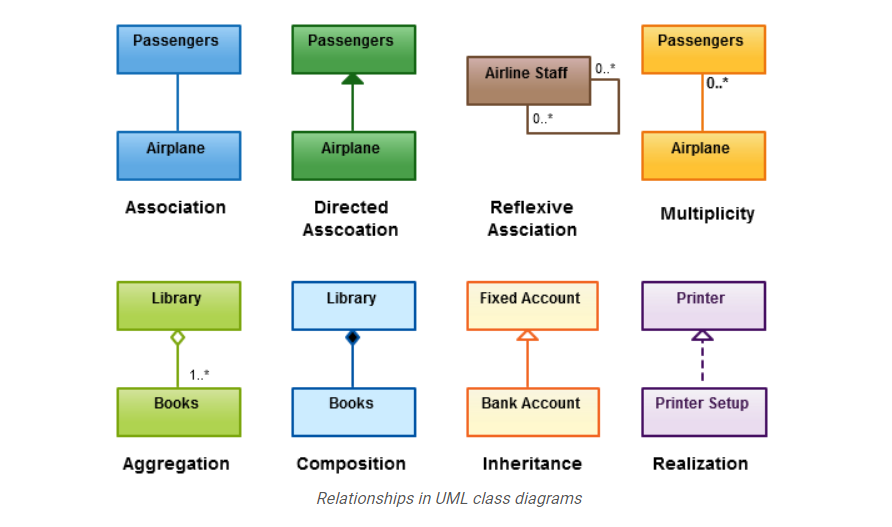 Passengers
Passengers
Airline Staff
0..*
0..*
Passengers
0..*
Airplane
Airplane
Airplane
Association
Directed
Asscoation
Reflexive
Assciation
Multiplicity
Library
Library
Fixed Account
Printer
1..*
Books
Books
Bank Account
Printer Setup
Aggregation
Composition
Inheritance
Realization
Relationships in UML class diagrams